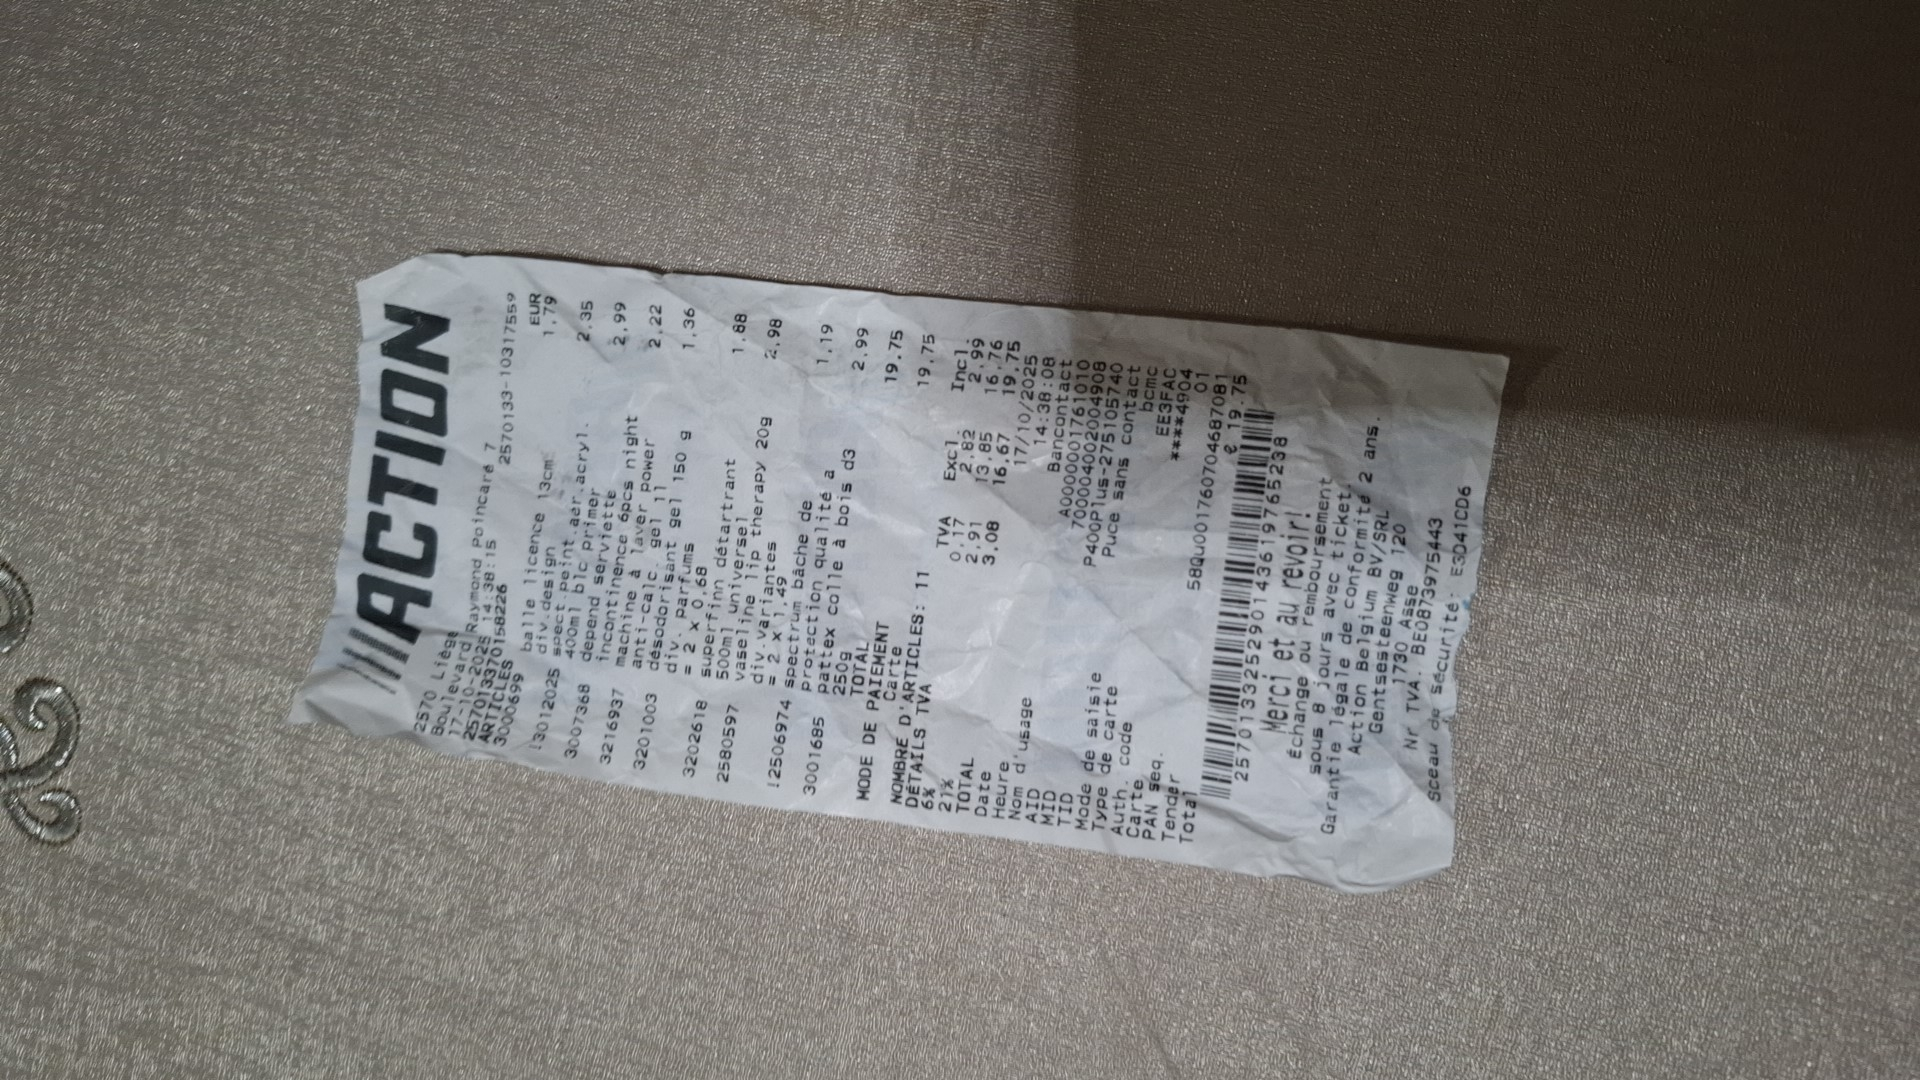 ACTION
2570 Liège
Boulevard Raymond Poincaré 7
17-10-2025 14:38:15 2570133-10317559
2570133701582​26
ARTICLES EUR
3000699 balle licence 13cm 1,79
div.design
!3012025 spect.peint.aer.acryl. 2,35
400ml blc primer
3007368 depend serviette 2,99
incontinence 6pcs night
3216937 machine à laver power 2,22
anti-calc. gel 1l
3201003 désodorisant gel 150 g 1,36
div. parfums
= 2 x 0,68
3202618 superfinn détartrant 1,88
500ml universel
2580597 vaseline lip therapy 20g 2,98
div.variantes
= 2 x 1,49
!2506974 spectrum bâche de 1,19
protection qualité a
3001685 pattex colle à bois d3 2,99
250g
TOTAL 19.75
MODE DE PAIEMENT
Carte 19.75
NOMBRE D'ARTICLES: 11
DÉTAILS TVA TVA Excl. Incl.
6% 0,17 2,82 2,99
21% 2,91 13,85 16,76
TOTAL 3,08 16,67 19,75
Date 17/10/2025
Heure 14:38:08
Nom d'usage Bancontact
AID A0000001761010
MID 70004002004908
TID P400Plus-275105740
Mode de saisie Puce sans contact
Type de carte bcmc
Auth. code EE3FAC
Carte ****4904
PAN seq. 01
Tender 58QU001760704687081
Total € 19.75
2570133252901436197​65238
Merci et au revoir!
Échange ou remboursement
sous 8 jours avec ticket.
Garantie légale de conformité 2 ans.
Action Belgium BV/SRL
Gentsesteenweg 120
1730 Asse
Nr TVA. BE0873975443
Sceau de sécurité: E3D41CD6